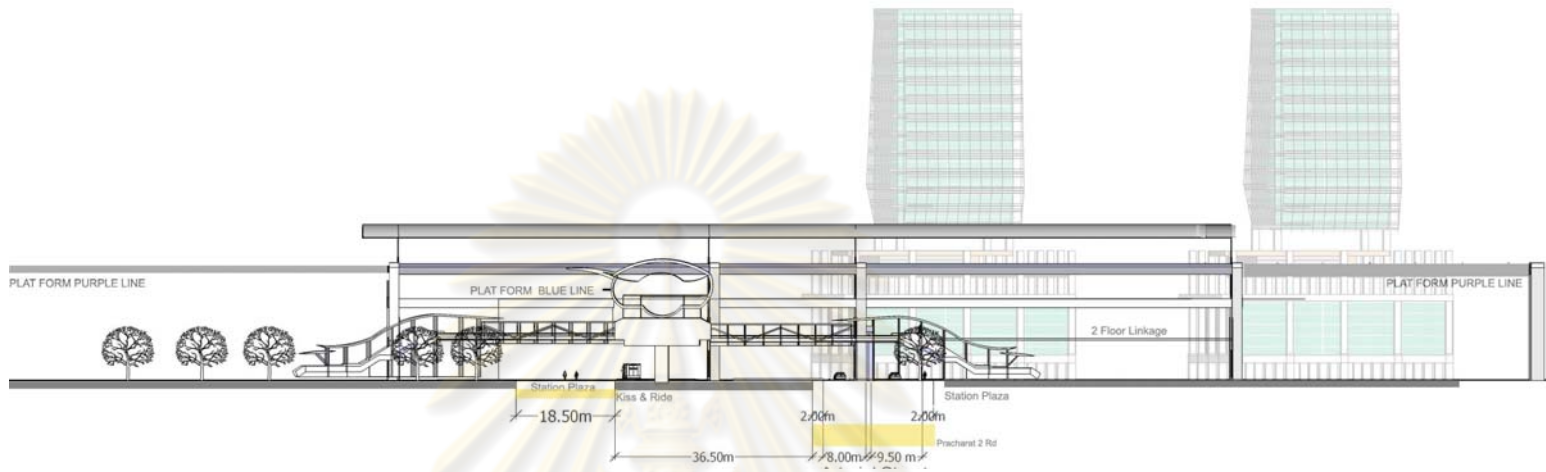 PLAT FORM PURPLE LINE
PLAT FORM BLUE LINE
PLAT FORM PURPLE LINE
2 Floor Linkage
Station Plaza
Kiss & Ride
Station Plaza
18.50m
2.00m
2.00m
Pracharat 2 Rd
36.50m
8.00m
9.50 m